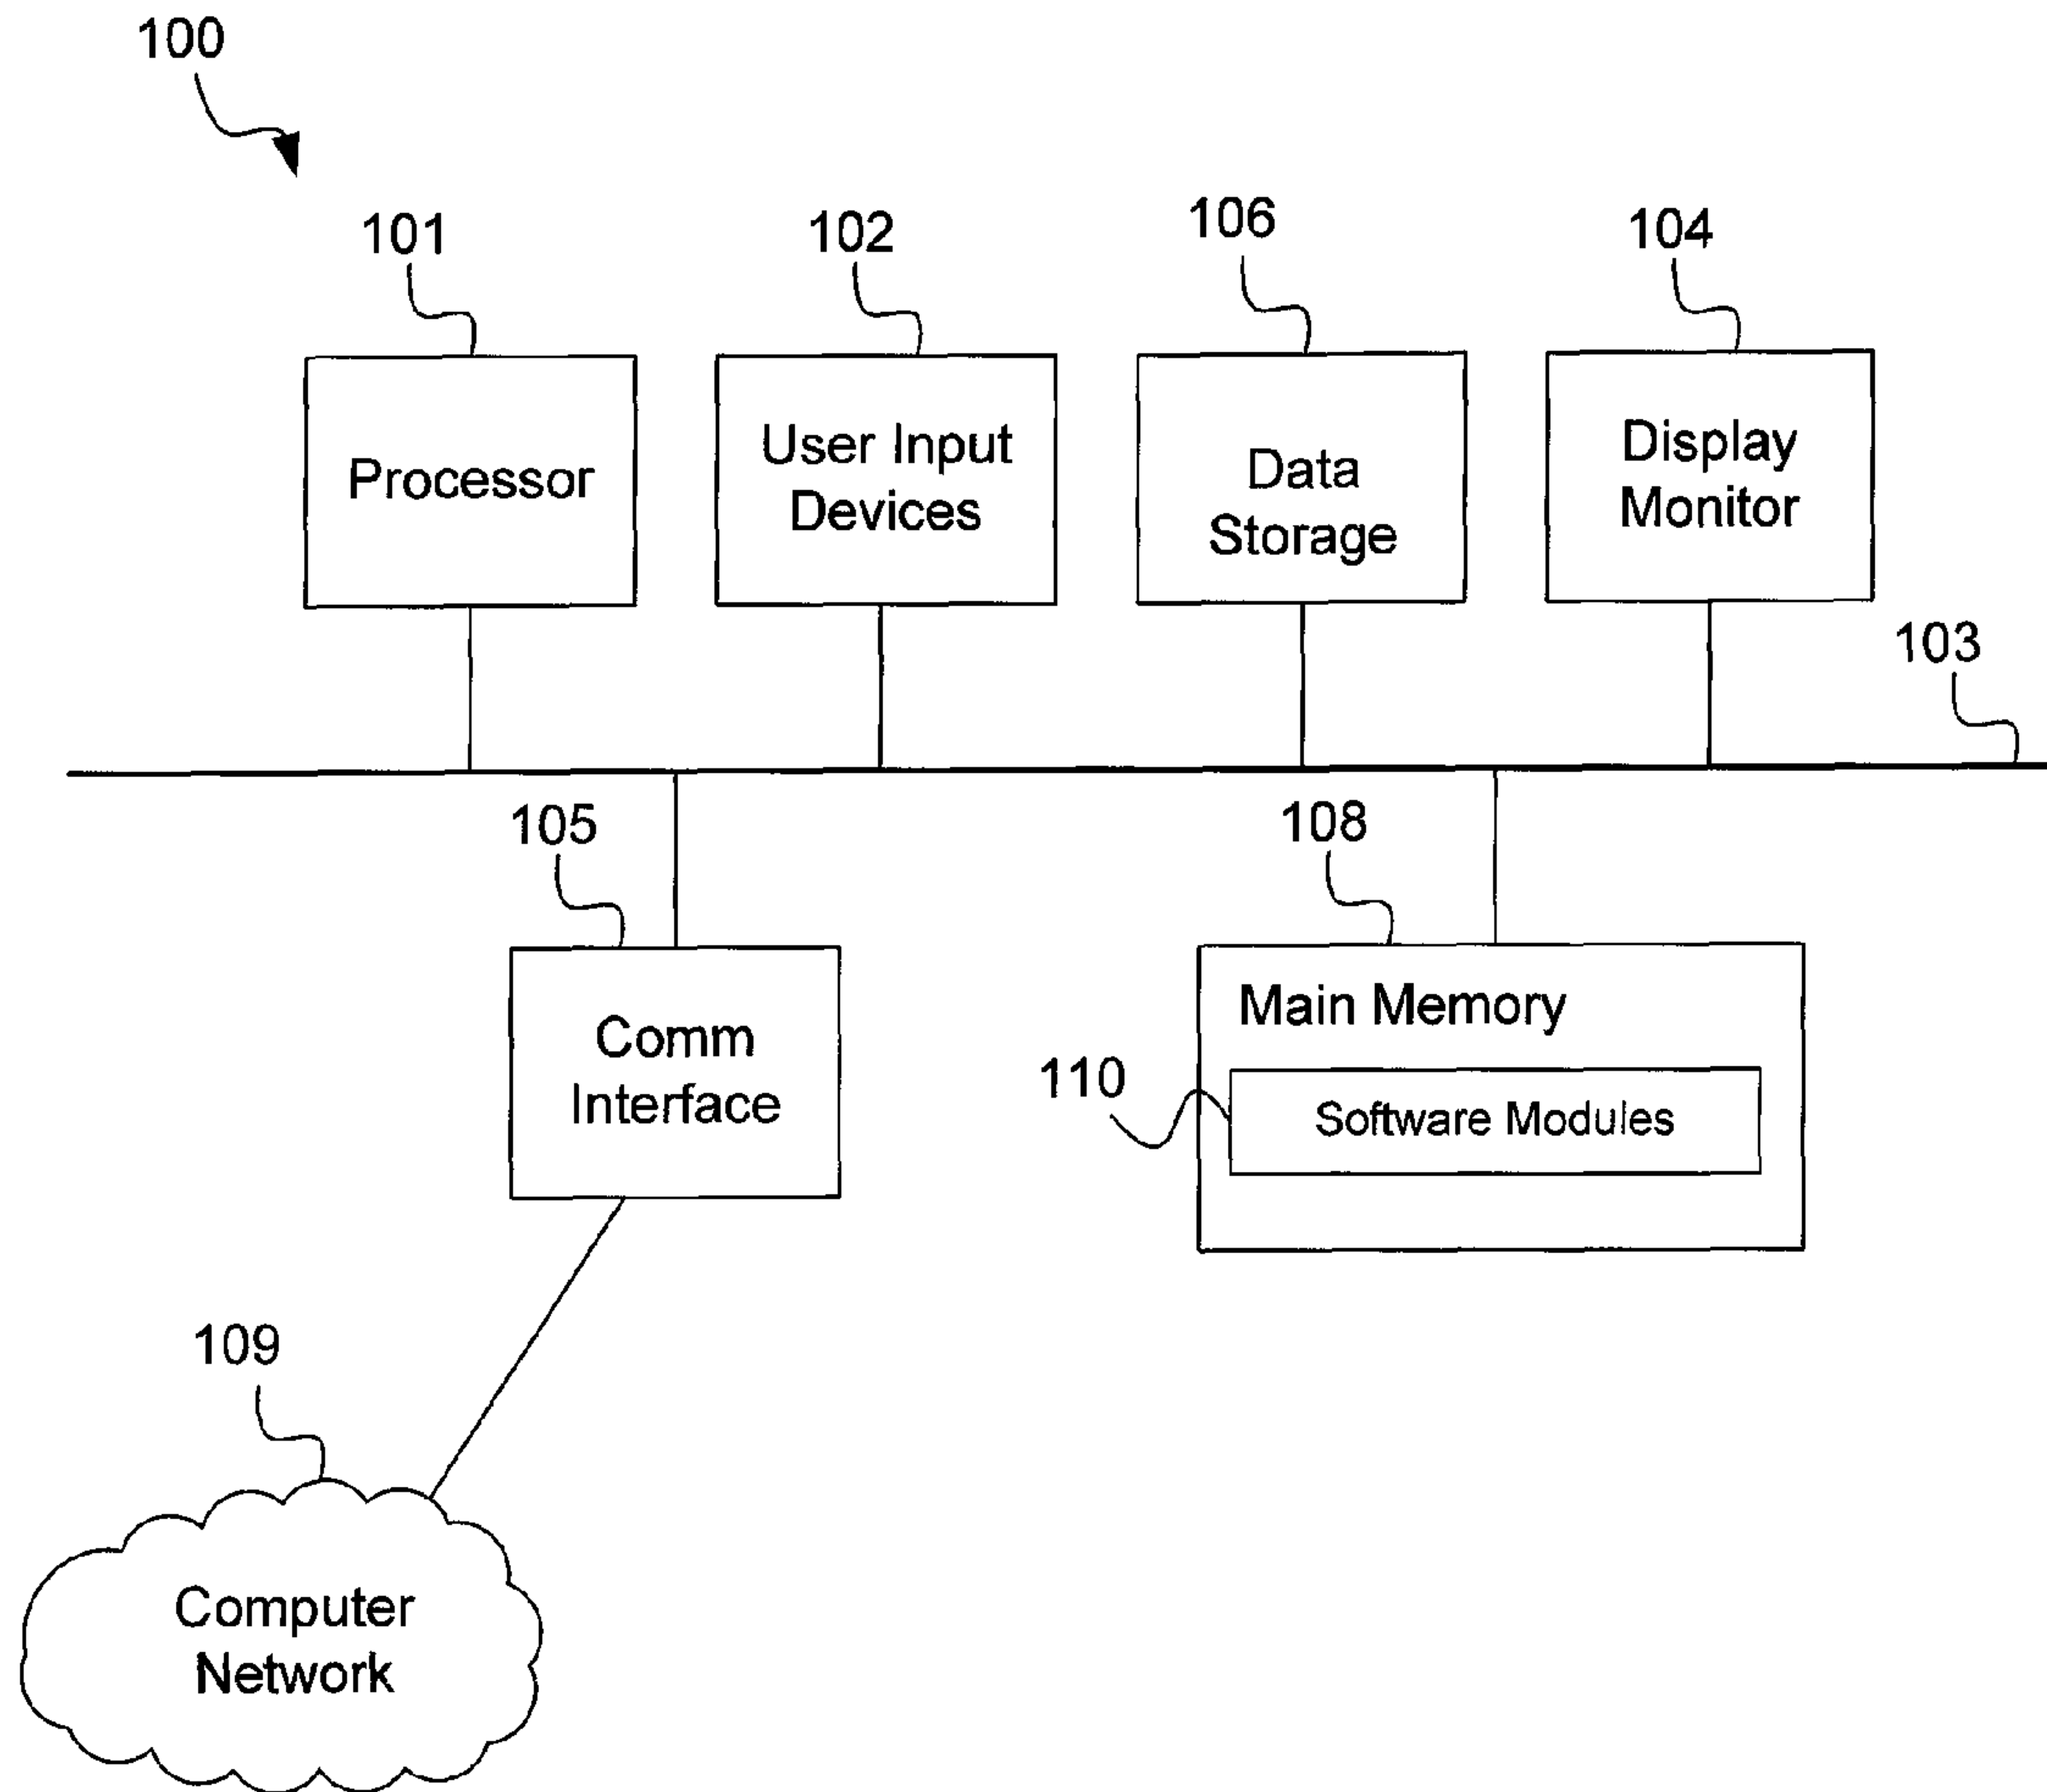 100
101
102
106
104
Processor
User Input
Devices
Data
Storage
Display
Monitor
103
105
108
Comm
Interface
Main Memory
110
Software Modules
109
Computer
Network